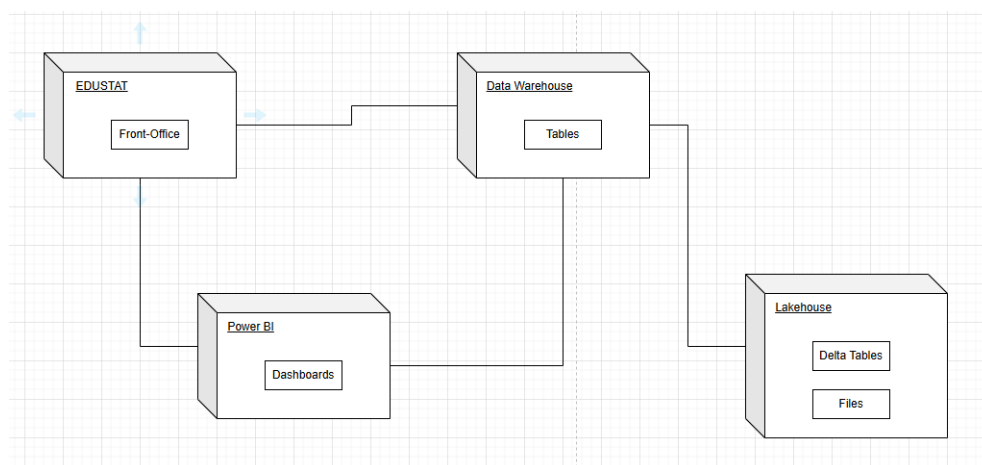 EDUSTAT
Front-Office
Data Warehouse
Tables
Power BI
Dashboards
Lakehouse
Delta Tables
Files